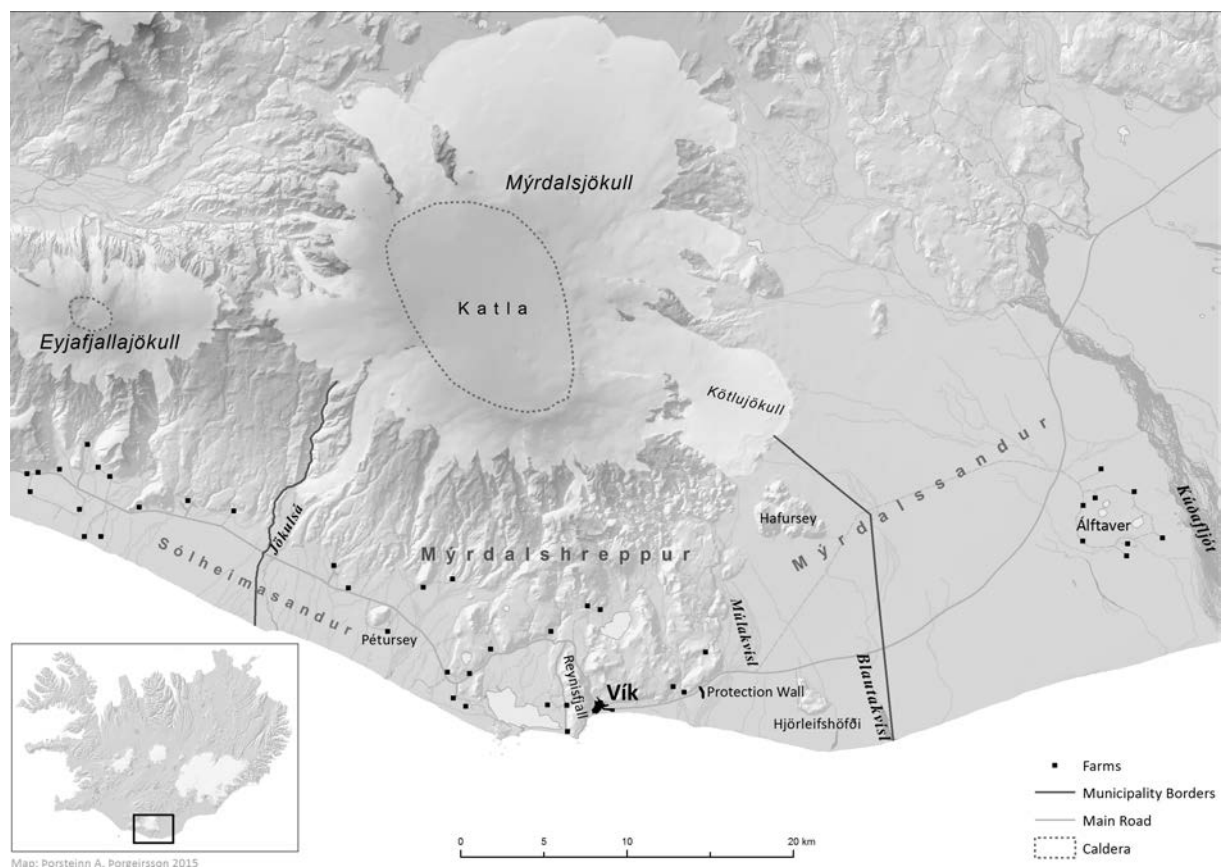 Mýrdalsjökull
Katla
Eyjafjallajökull
Kötlujökull
Hafursey
Mýrdalssandur
Álftaver
Kúðafljót
Jökulsá
Sólheimasandur
Mýrdalshreppur
Pétursey
Reynisfjall
Vík
Múlakvísl
Protection Wall
Hjörleifshöfði
Blautakvísl
Farms
Municipality Borders
Main Road
Caldera
0 5 10 20 km
Map: Þorsteinn A. Þorgeirsson 2015